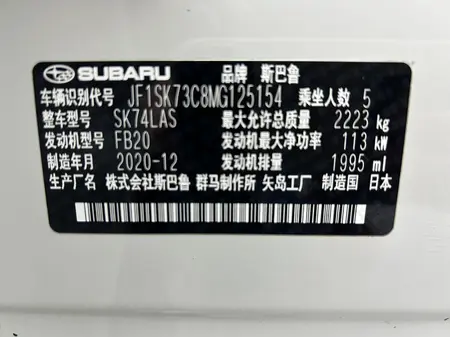 SUBARU 品牌 斯巴鲁
车辆识别代号 JF1SK73C8MG125154 乘坐人数 5
整车型号 SK74LAS 最大允许总质量 2223 kg
发动机型号 FB20 发动机最大净功率 113 kW
制造年月 2020-12 发动机排量 1995 ml
生产厂名 株式会社斯巴鲁 群马制作所 矢岛工厂 制造国 日本